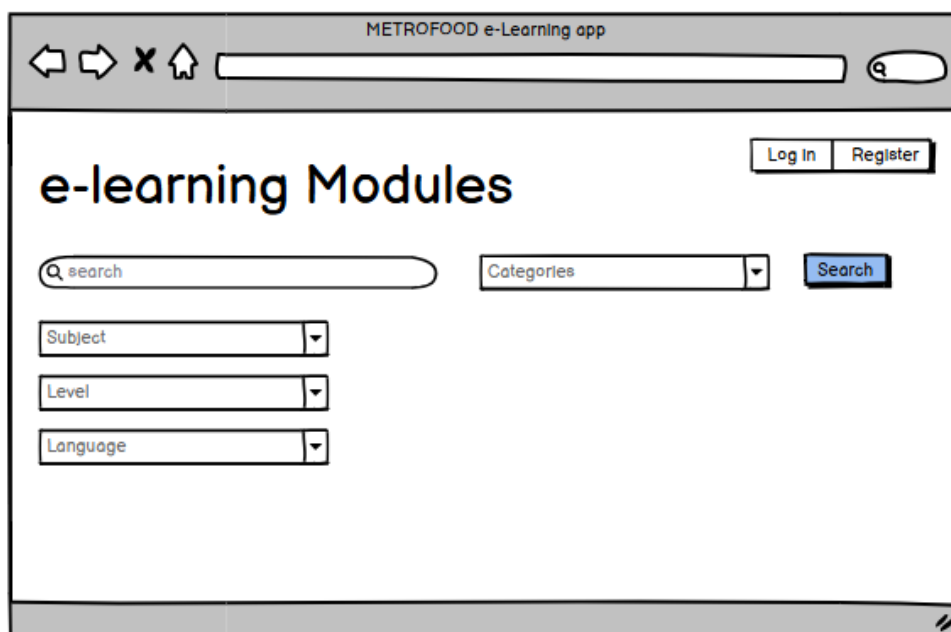 METROFOOD e-Learning app
Log in Register
e-learning Modules
search Categories Search
Subject
Level
Language